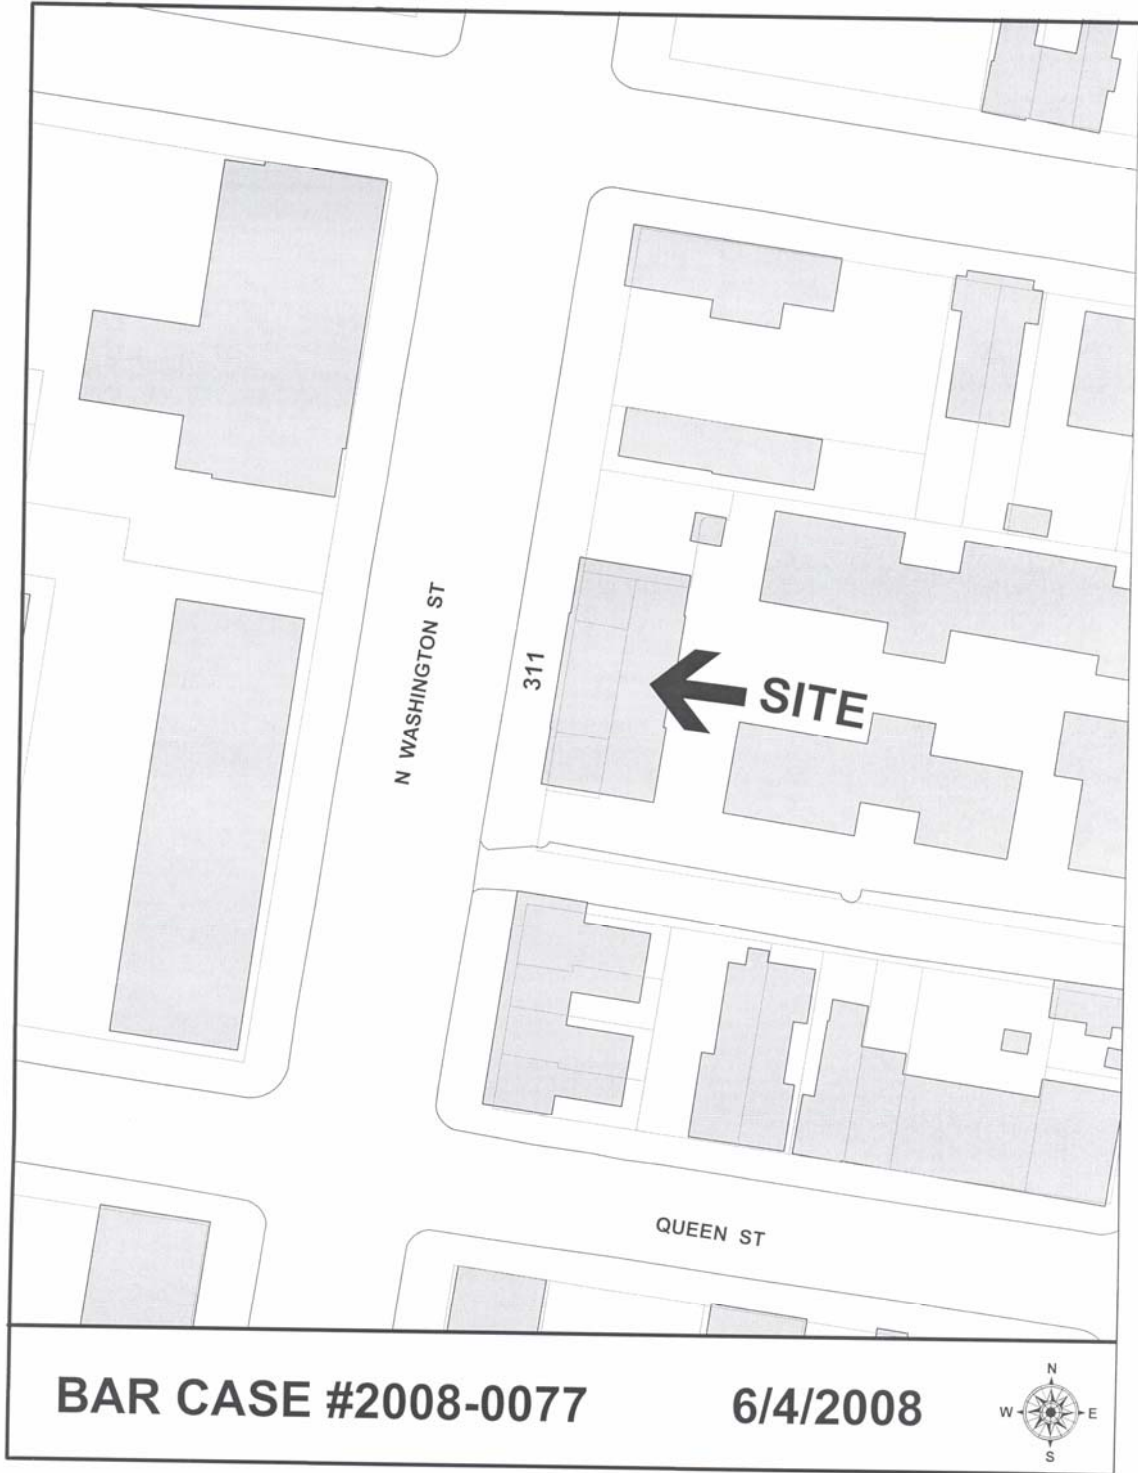 N WASHINGTON ST
311
SITE
QUEEN ST
BAR CASE #2008-0077 6/4/2008
N
W E
S